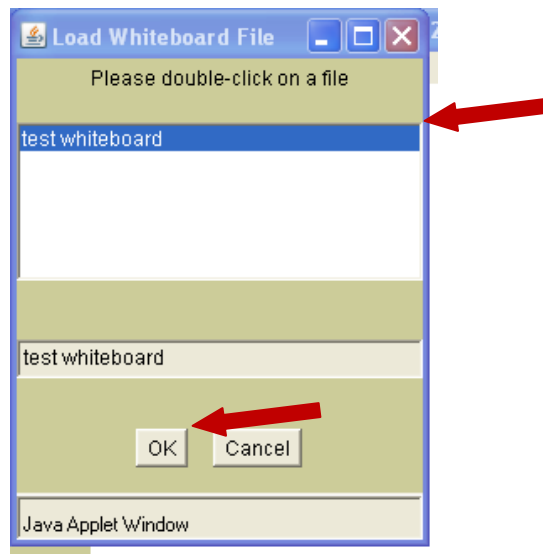 Load Whiteboard File
Please double-click on a file
test whiteboard
test whiteboard
OK Cancel
Java Applet Window